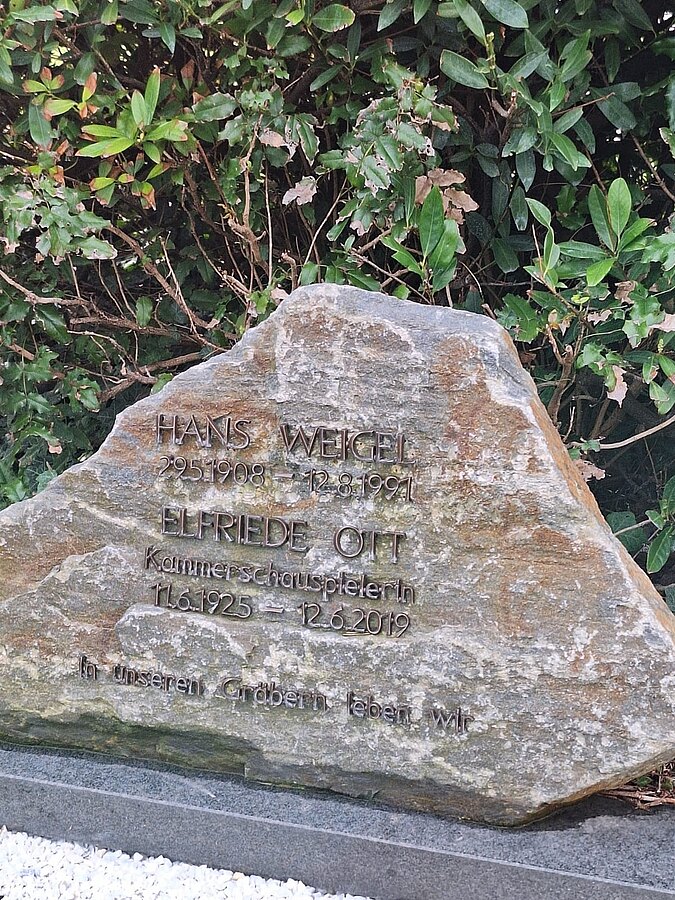 HANS WEIGEL
29.5.1908 – 12.8.1991
ELFRIEDE OTT
Kammerschauspielerin
11.6.1925 – 12.6.2019
In unseren Gräbern leben wir